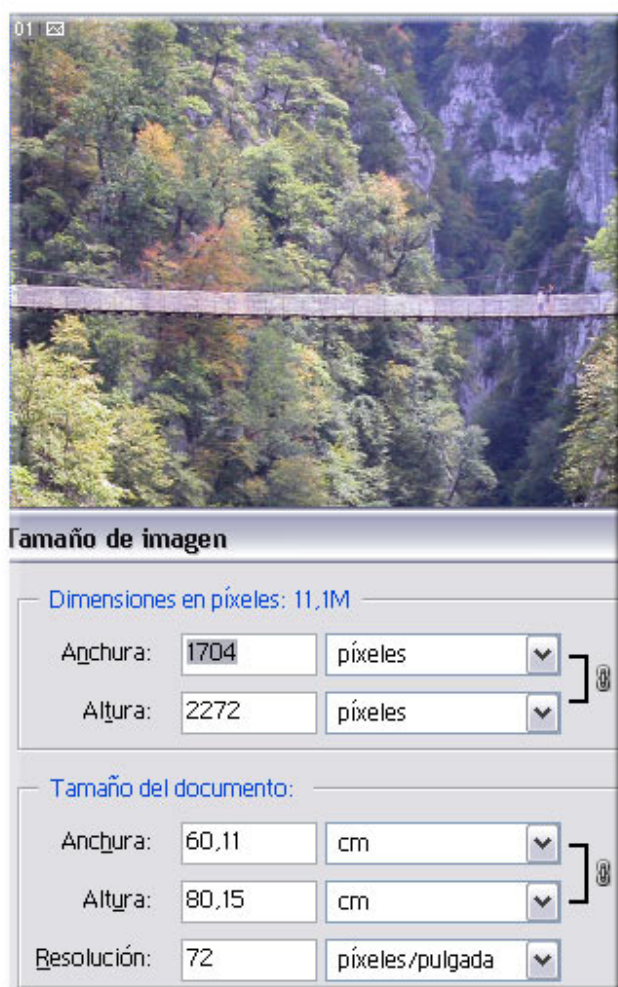 01
Tamaño de imagen
Dimensiones en píxeles: 11,1M
Anchura: 1704 píxeles
Altura: 2272 píxeles
Tamaño del documento:
Anchura: 60,11 cm
Altura: 80,15 cm
Resolución: 72 píxeles/pulgada